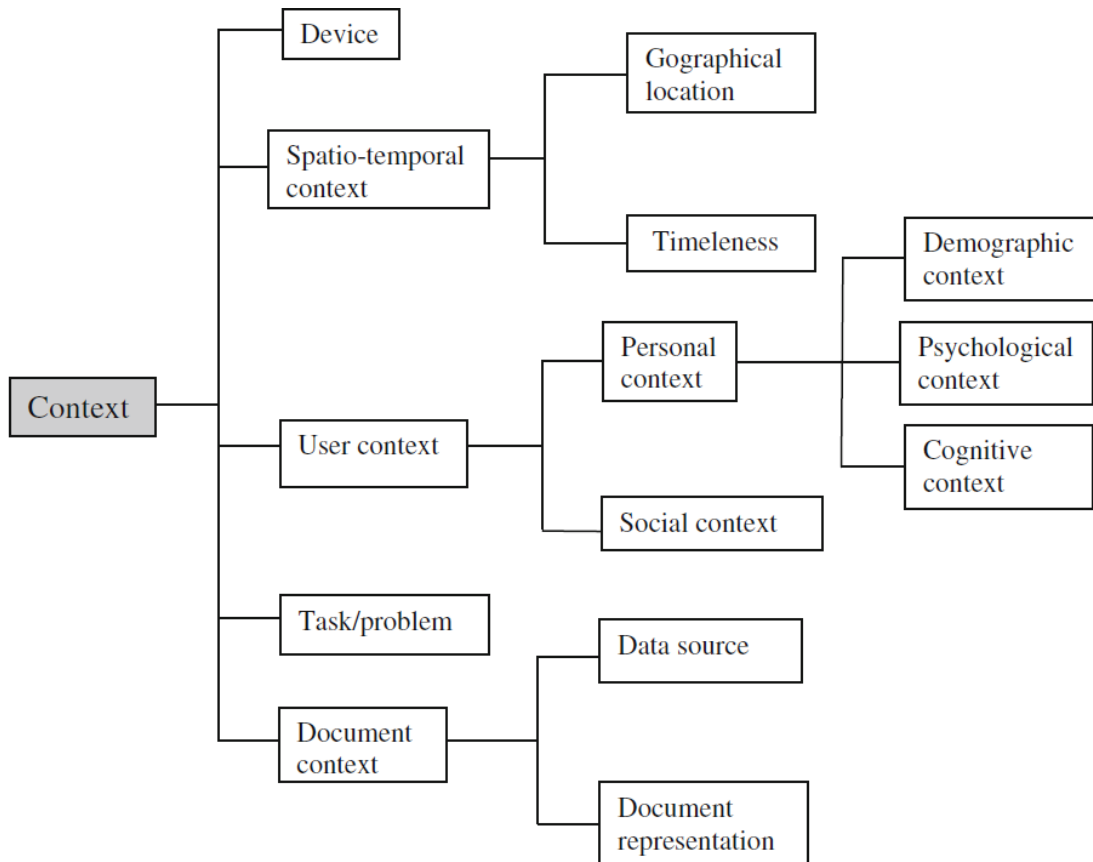 Device
Gographical
location
Spatio-temporal
context
Timeleness
Demographic
context
Personal
context
Psychological
context
Context
User context
Cognitive
context
Social context
Task/problem
Data source
Document
context
Document
representation